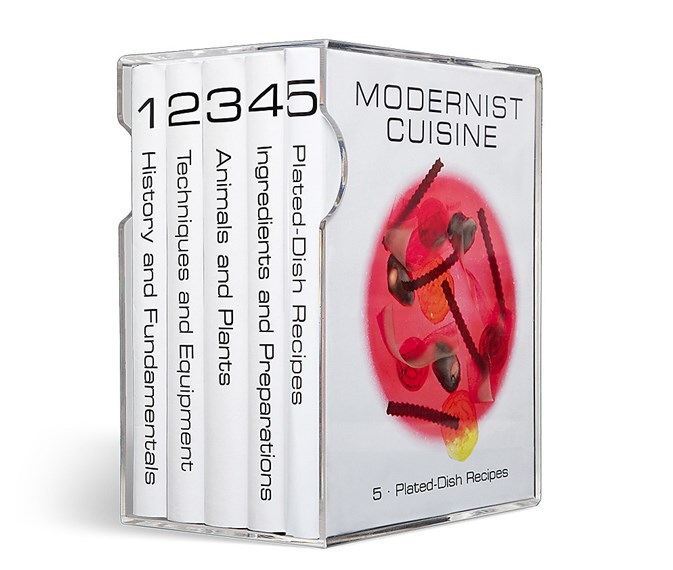 1 History and Fundamentals
2 Techniques and Equipment
3 Animals and Plants
4 Ingredients and Preparations
5 Plated-Dish Recipes
MODERNIST
CUISINE
5 · Plated-Dish Recipes